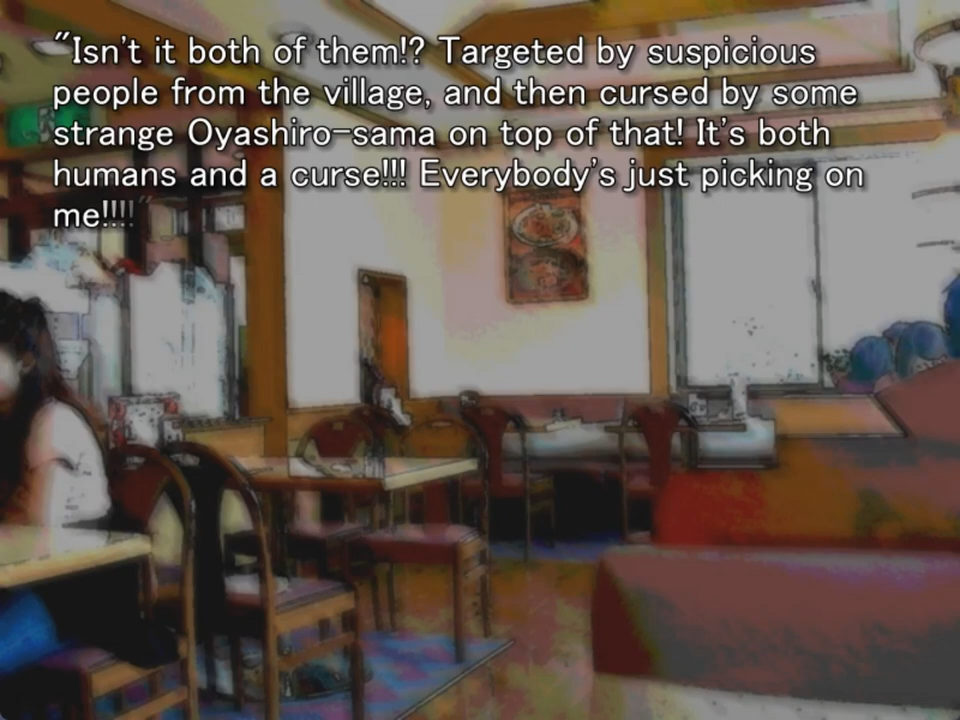 "Isn't it both of them!? Targeted by suspicious
people from the village, and then cursed by some
strange Oyashiro-sama on top of that! It's both
humans and a curse!!! Everybody's just picking on
me!!!!"